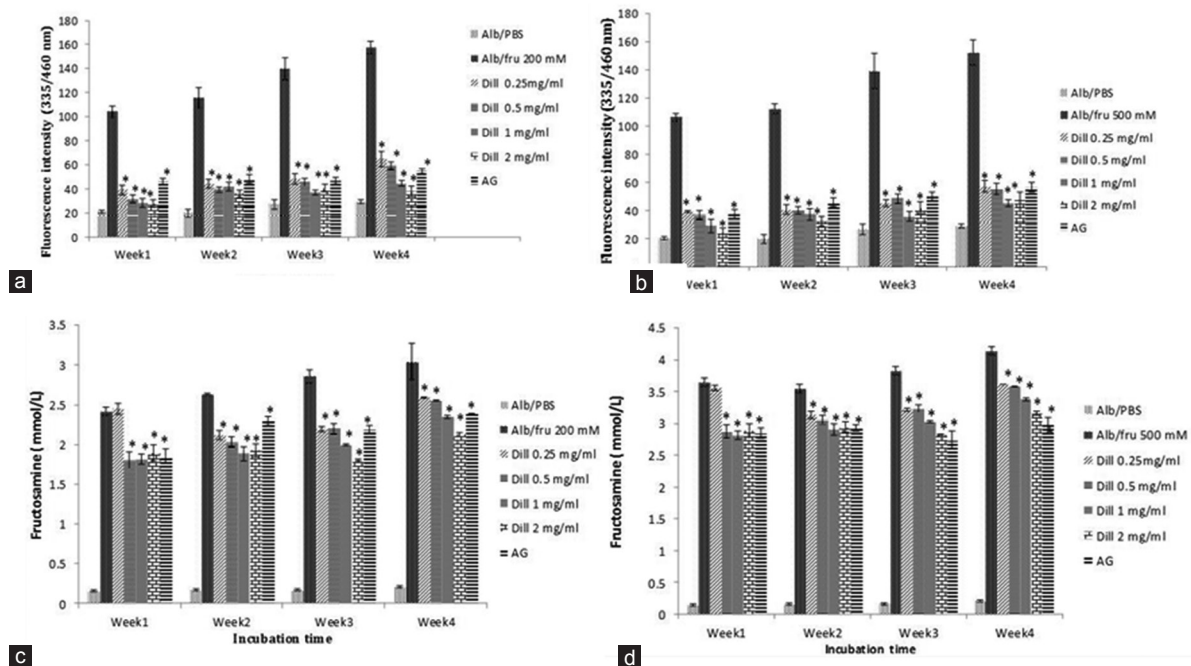 180
160
140
120
100
80
60
40
20
0
Fluorescence intensity (335/460 nm)
Week1
Week2
Week3
Week4
Alb/PBS
Alb/fru 200 mM
Dill 0.25mg/ml
Dill 0.5 mg/ml
Dill 1 mg/ml
Dill 2 mg/ml
AG
a
180
160
140
120
100
80
60
40
20
Fluorescence intensity (335/460 nm)
Week1
Week2
Week3
Week4
Alb/PBS
Alb/fru 500 mM
Dill 0.25 mg/ml
Dill 0.5 mg/ml
Dill 1 mg/ml
Dill 2 mg/ml
AG
b
3.5
3
2.5
2
1.5
1
0.5
0
Fructosamine ( mmol/L)
Week1
Week2
Week3
Week4
Incubation time
Alb/PBS
Alb/fru 200 mM
Dill 0.25 mg/ml
Dill 0.5 mg/ml
Dill 1 mg/ml
Dill 2 mg/ml
AG
c
4.5
4
3.5
3
2.5
2
1.5
1
0.5
0
Fructosamine ( mmol/L)
Week1
Week2
Week3
Week4
Incubation time
Alb/PBS
Alb/fru 500 mM
Dill 0.25mg/ml
Dill 0.5 mg/ml
Dill 1 mg/ml
Dill 2 mg/ml
AG
d